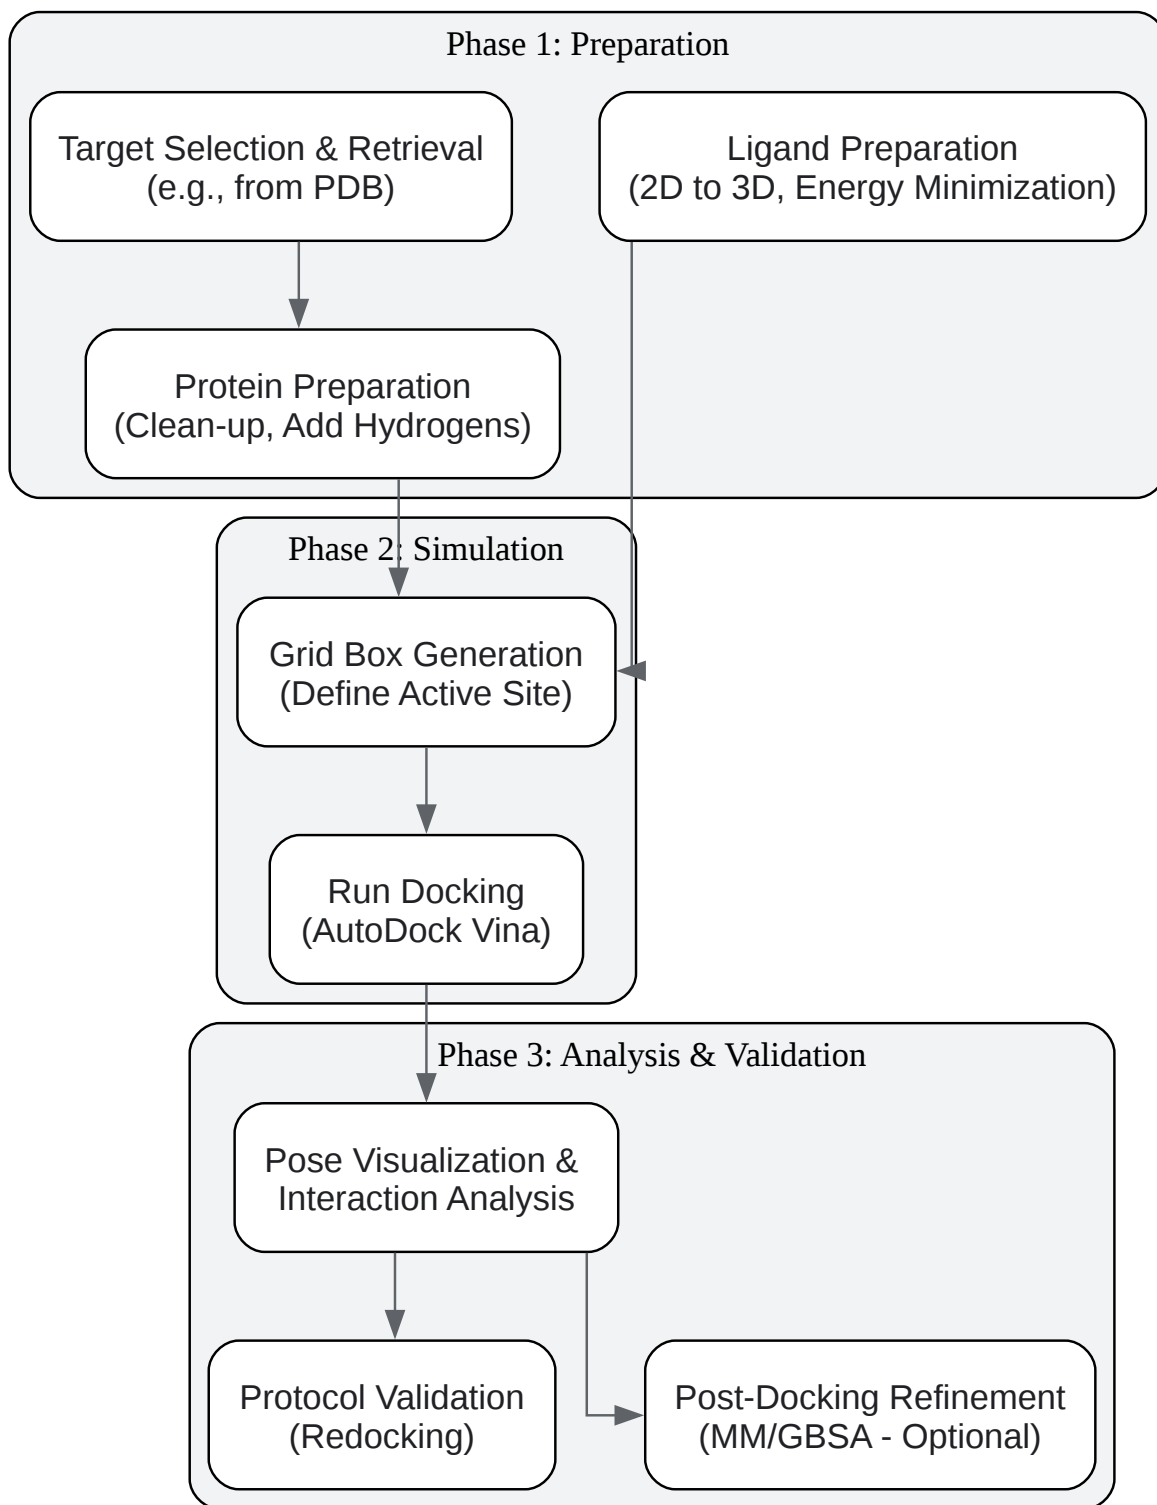 Phase 1: Preparation
Target Selection & Retrieval
(e.g., from PDB)
Ligand Preparation
(2D to 3D, Energy Minimization)
Protein Preparation
(Clean-up, Add Hydrogens)
Phase 2: Simulation
Grid Box Generation
(Define Active Site)
Run Docking
(AutoDock Vina)
Phase 3: Analysis & Validation
Pose Visualization &
Interaction Analysis
Protocol Validation
(Redocking)
Post-Docking Refinement
(MM/GBSA - Optional)